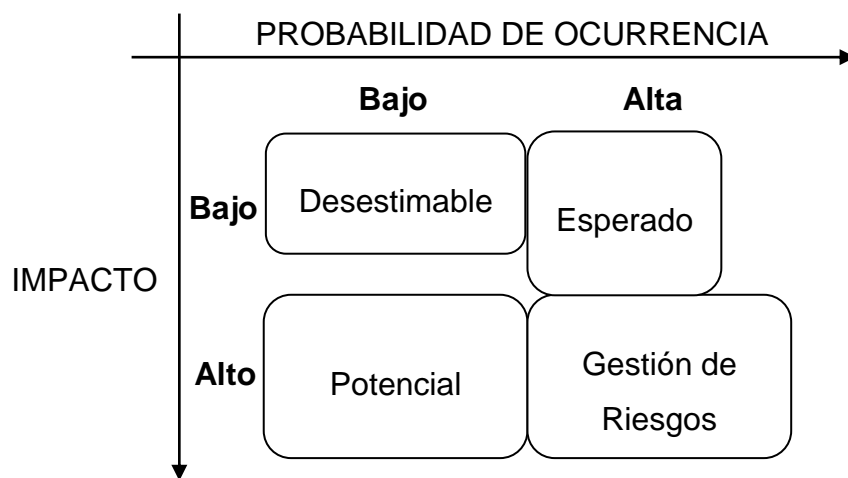 PROBABILIDAD DE OCURRENCIA
Bajo Alta
Bajo Desestimable Esperado
IMPACTO
Alto Potencial Gestión de
Riesgos